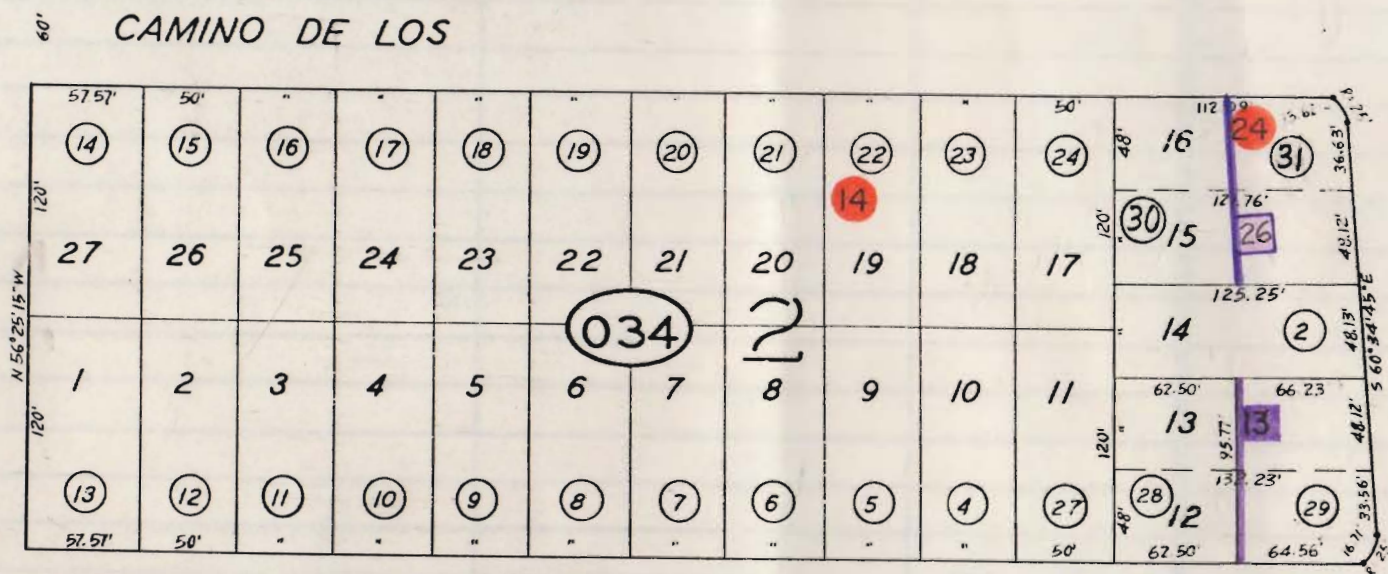 60' CAMINO DE LOS
57.57' 50' " " " " " " " " 50' 112 09
14 15 16 17 18 19 20 21 22 23 24 48' 16 24 31 36.63'
14
120' 120' 30 15 121.76' 26 48.12'
27 26 25 24 23 22 21 20 19 18 17
125.25'
N 56° 25' 15" W 034 2 " 14 2 48.13' S 60° 34' 45" E
1 2 3 4 5 6 7 8 9 10 11 62.50' 66.23
120' 120' " 13 95.77' 13 48.12'
132.23'
13 12 11 10 9 8 7 6 5 4 27 48' 28 12 29 33.56'
57.57' 50' " " " " " " " " 50' 62.50' 64.56' 16.71'